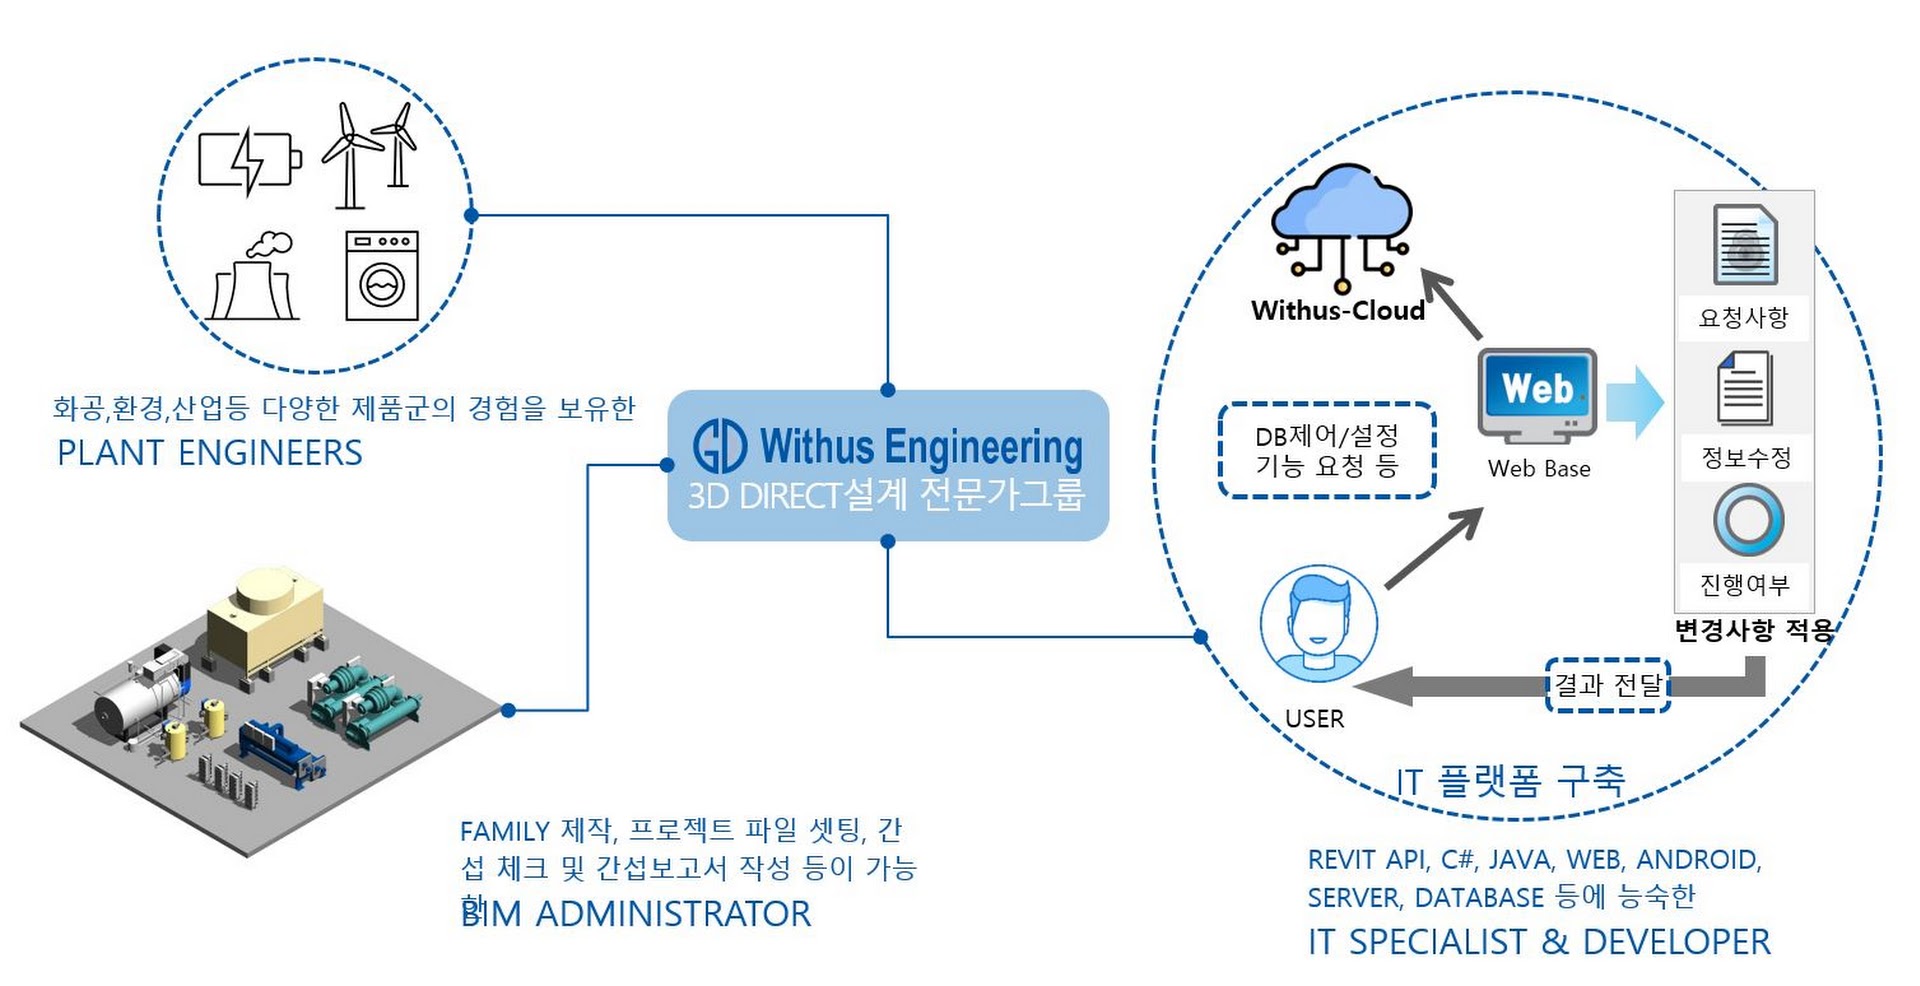 화공,환경,산업등 다양한 제품군의 경험을 보유한
PLANT ENGINEERS
Withus Engineering
3D DIRECT설계 전문가그룹
FAMILY 제작, 프로젝트 파일 셋팅, 간
섭 체크 및 간섭보고서 작성 등이 가능
한
BIM ADMINISTRATOR
Withus-Cloud
Web
Web Base
DB제어/설정
기능 요청 등
USER
요청사항
정보수정
진행여부
변경사항 적용
결과 전달
IT 플랫폼 구축
REVIT API, C#, JAVA, WEB, ANDROID,
SERVER, DATABASE 등에 능숙한
IT SPECIALIST & DEVELOPER